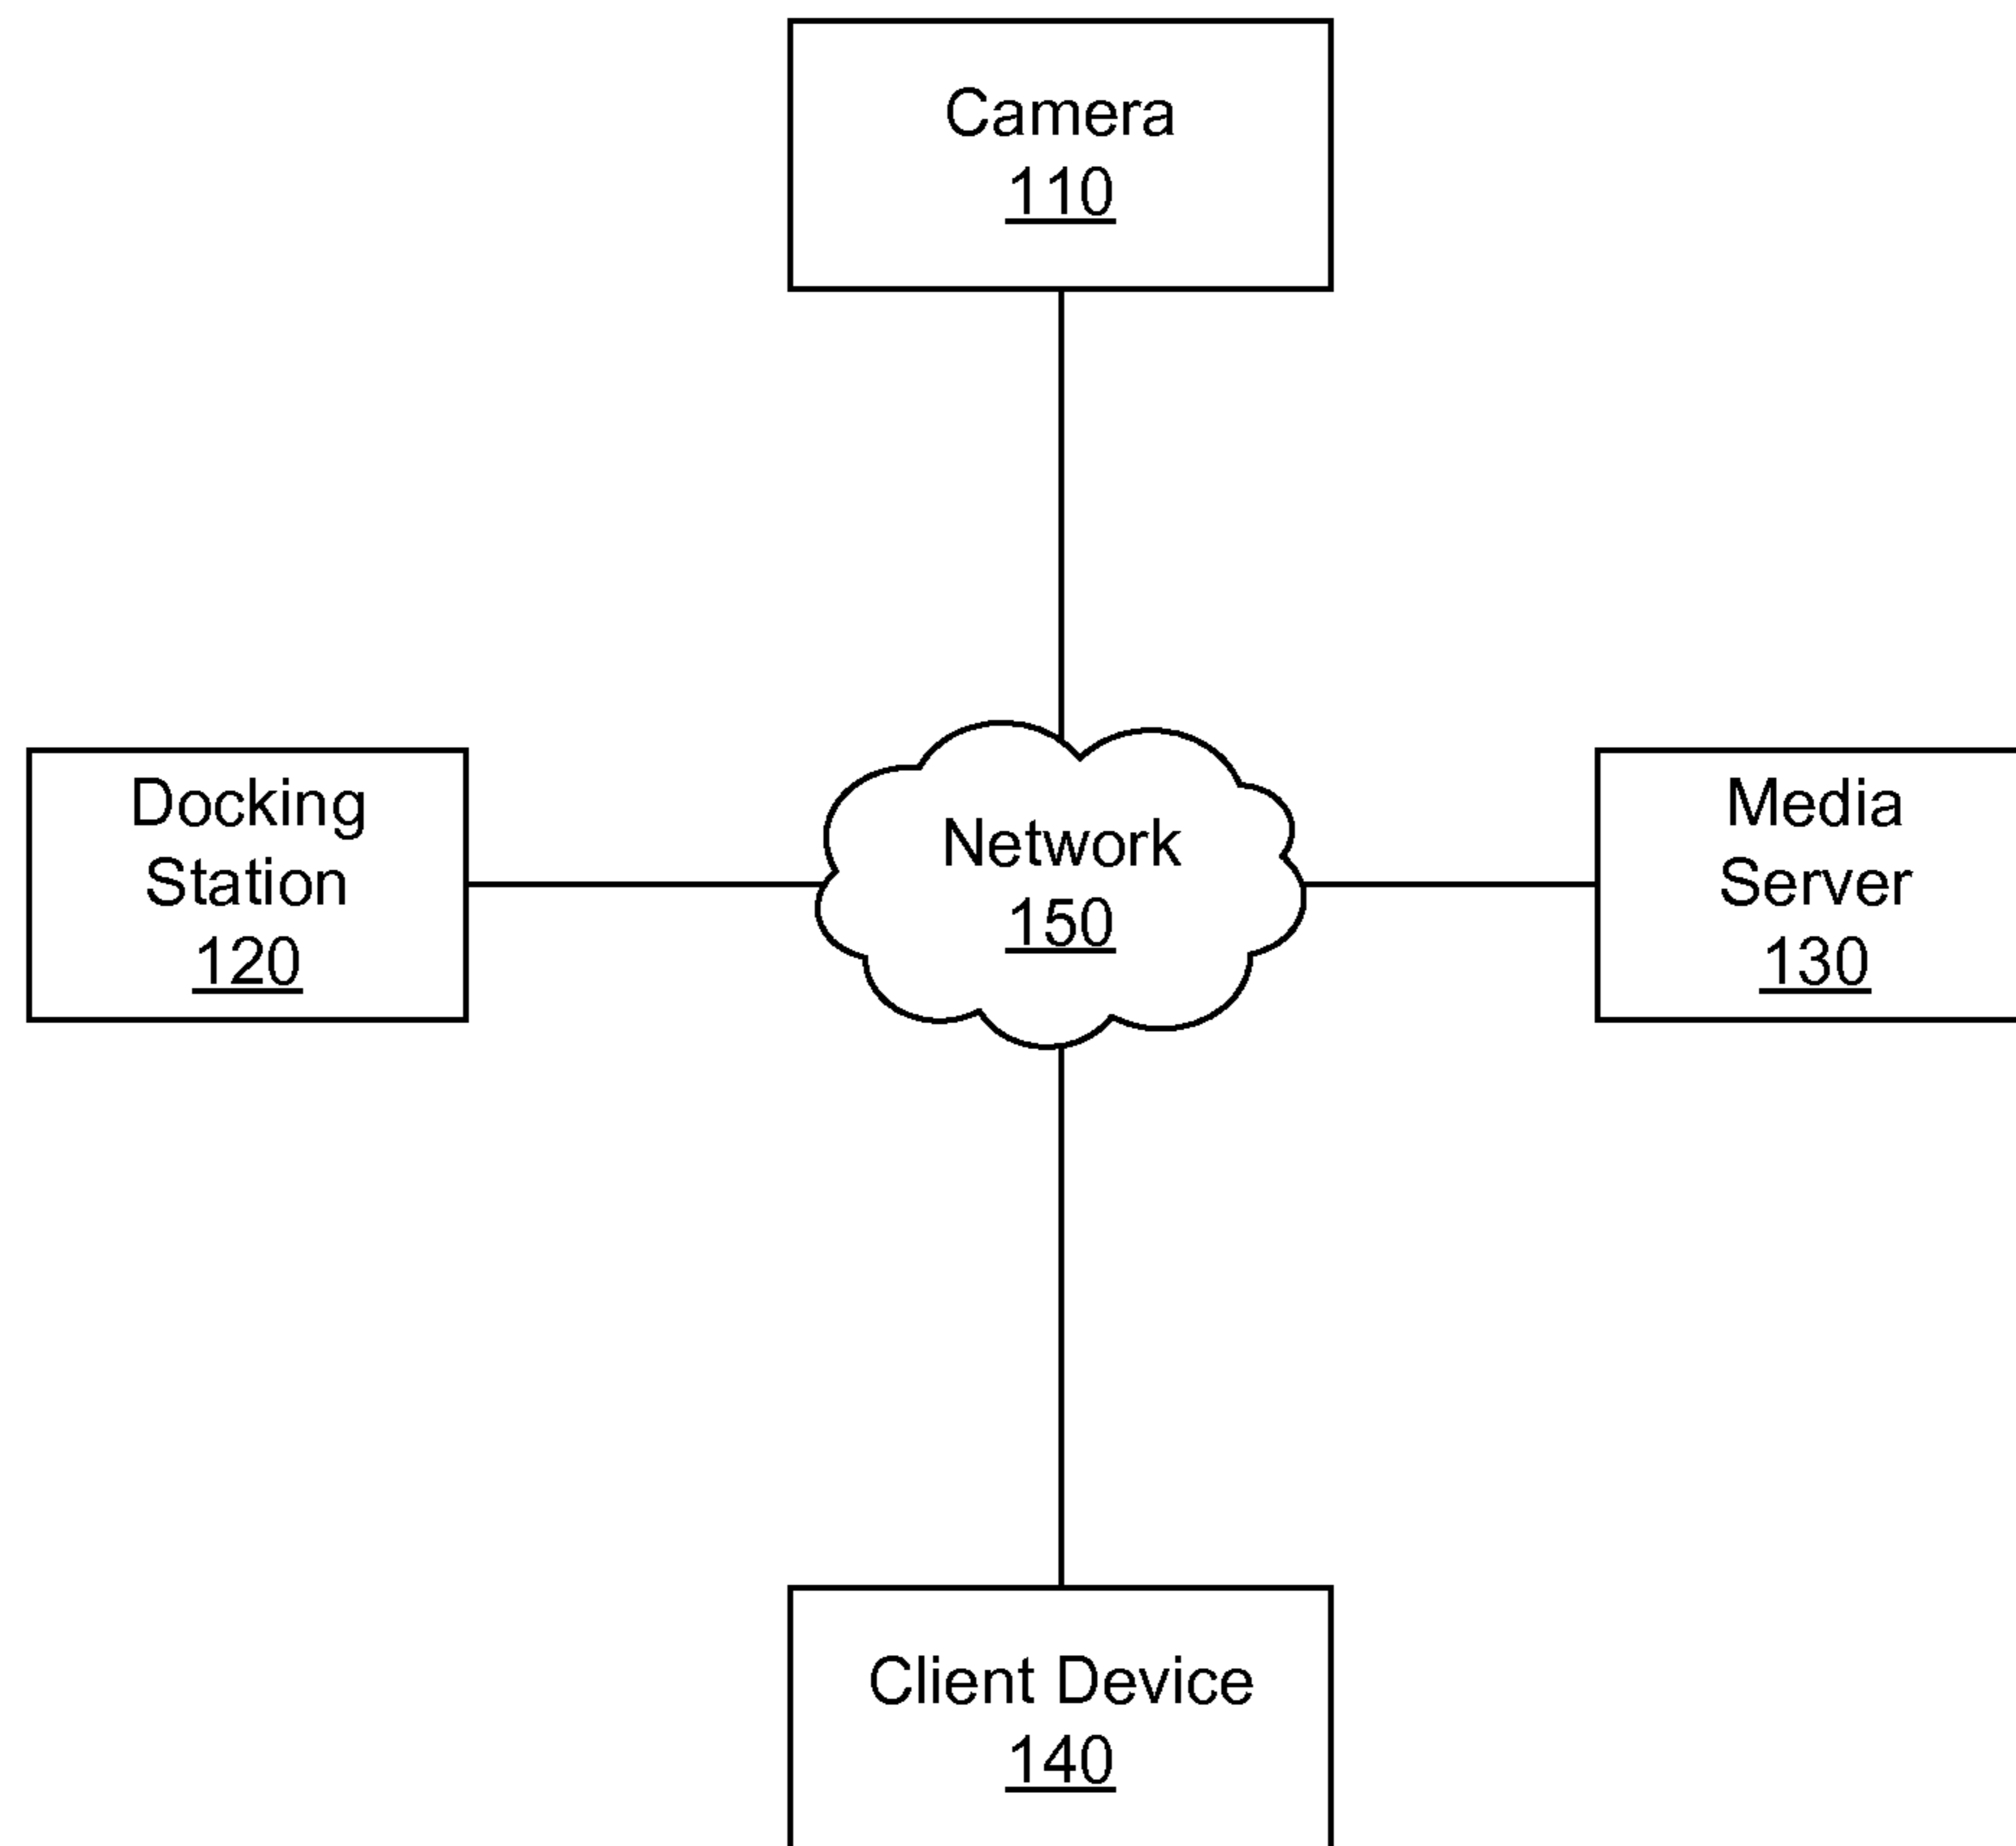 Camera
110
Docking
Station
120
Network
150
Media
Server
130
Client Device
140